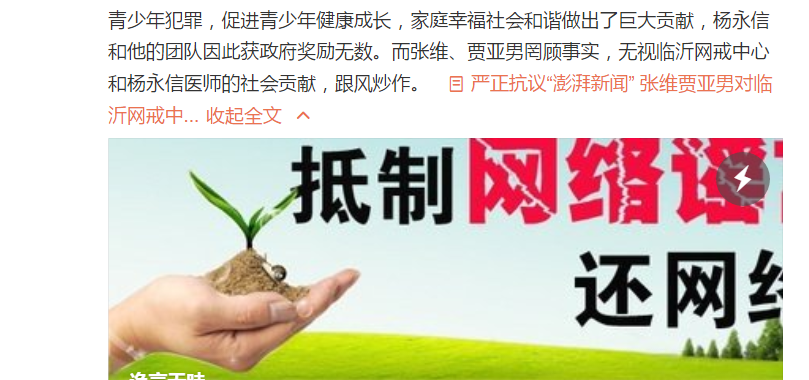 青少年犯罪，促进青少年健康成长，家庭幸福社会和谐做出了巨大贡献，杨永信
和他的团队因此获政府奖励无数。而张维、贾亚男罔顾事实，无视临沂网戒中心
和杨永信医师的社会贡献，跟风炒作。 严正抗议“澎湃新闻” 张维贾亚男对临
沂网戒中... 收起全文
抵制网络谣
还网络